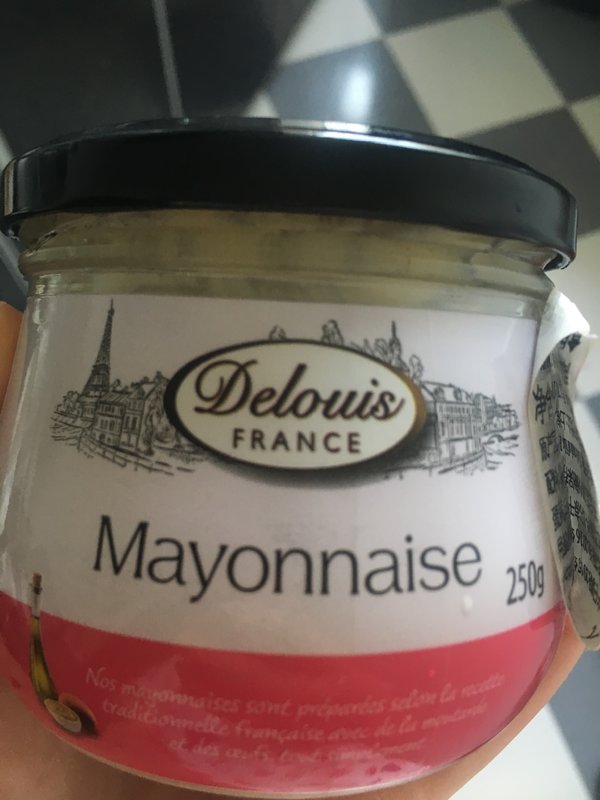 Delouis
FRANCE
Mayonnaise
250g
Nos mayonnaises sont préparées selon la recette
traditionnelle française avec de la moutarde
et des œufs, tout simplement.